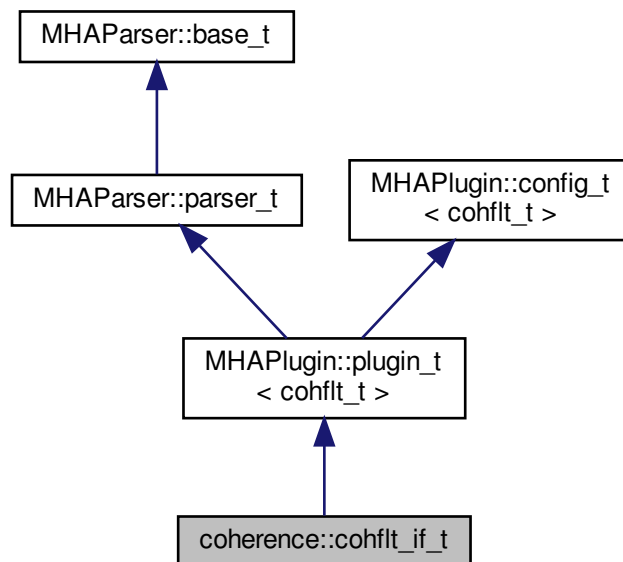 MHAParser::base_t
MHAParser::parser_t
MHAPlugin::config_t
< cohflt_t >
MHAPlugin::plugin_t
< cohflt_t >
coherence::cohflt_if_t